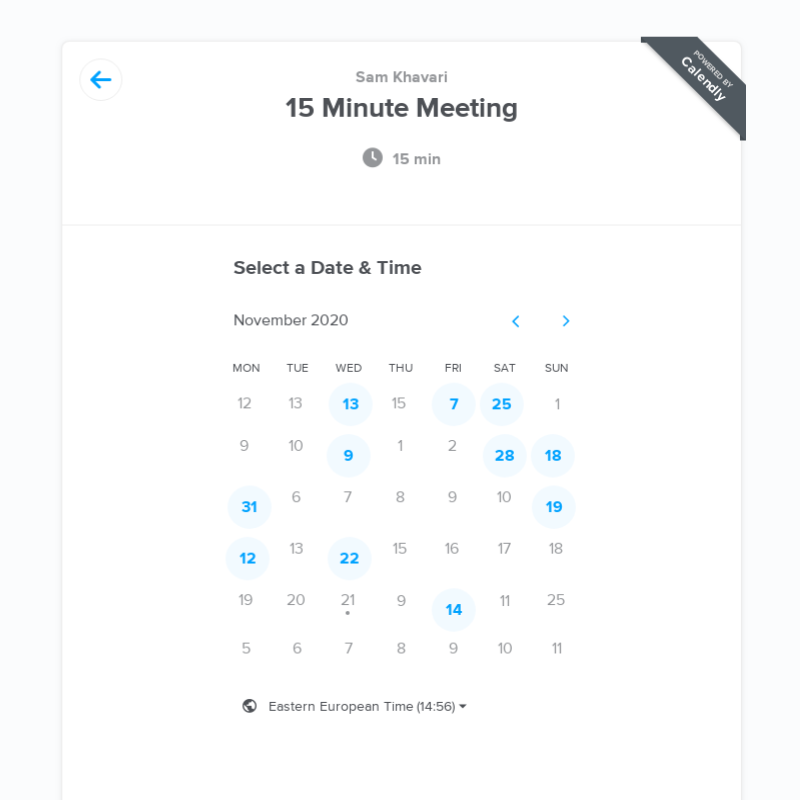 POWERED BY
Calendly
Sam Khavari
15 Minute Meeting
15 min
Select a Date & Time
November 2020
MON TUE WED THU FRI SAT SUN
12 13 13 15 7 25 1
9 10 9 1 2 28 18
31 6 7 8 9 10 19
12 13 22 15 16 17 18
19 20 21 9 14 11 25
5 6 7 8 9 10 11
Eastern European Time (14:56)